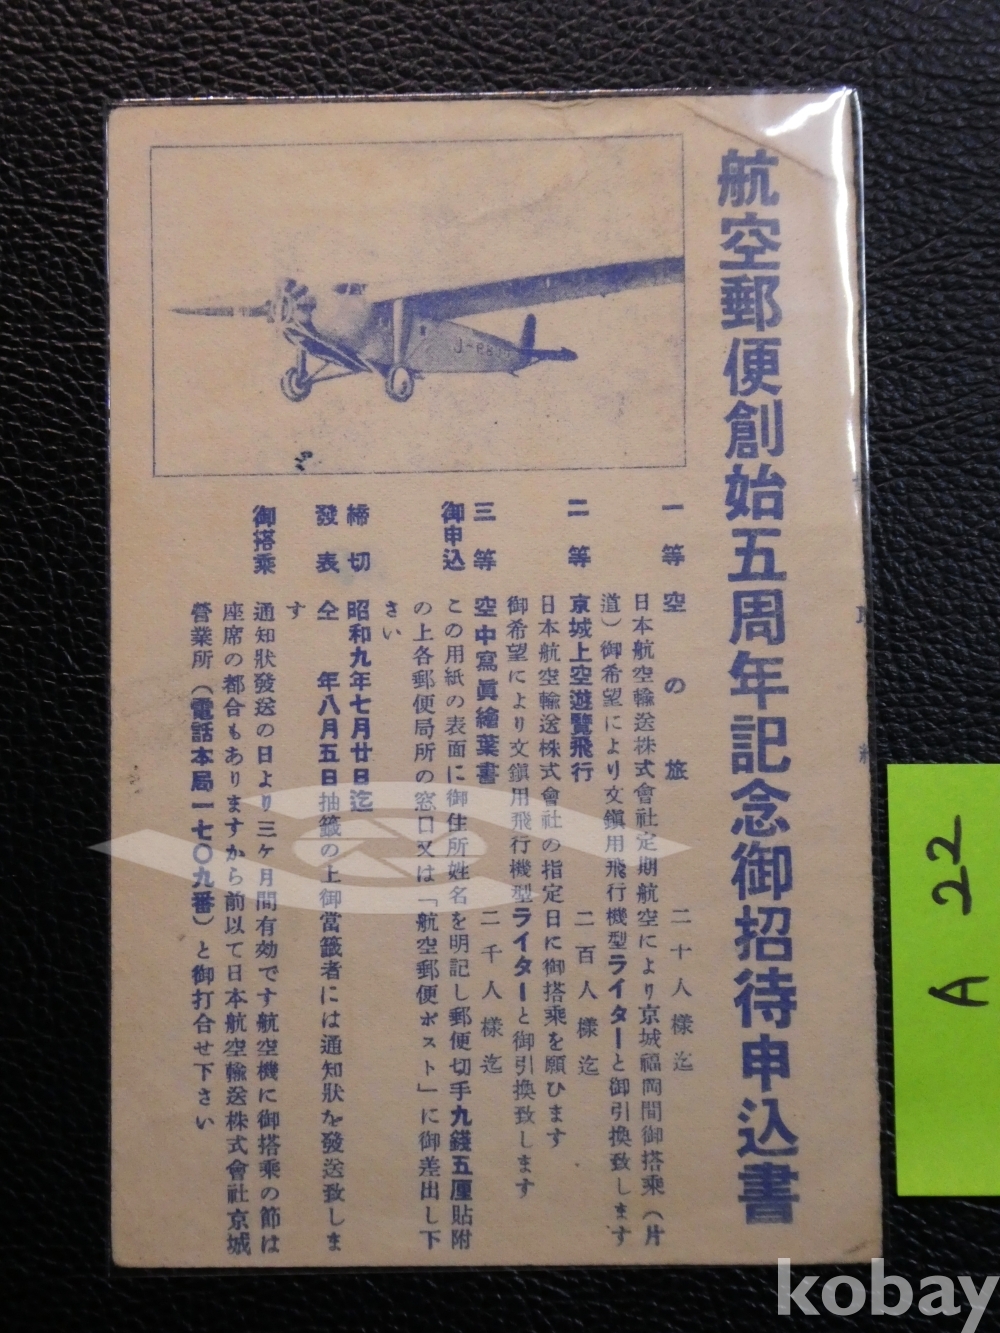 航空郵便創始五周年記念御招待申込書
一等 空の旅 二十人樣迄
日本航空輸送株式會社定期航空により京城福岡間御搭乘(片
道)御希望により文鎭用飛行機型ライターと御引換致します
二等 京城上空遊覽飛行 二百人樣迄
日本航空輸送株式會社の指定日に御搭乘を願ひます
御希望により文鎭用飛行機型ライターと御引換致します
三等 空中寫眞繪葉書 二千人樣迄
御申込 この用紙の表面に御住所姓名を明記し郵便切手九錢五厘貼附
の上各郵便局所の窓口又は「航空郵便ポスト」に御差出し下
さい
締切 昭和九年七月廿日迄
發表 仝 年八月五日抽籤の上御當籤者には通知狀を發送致しま
す
御搭乘 通知狀發送の日より三ヶ月間有効です航空機に御搭乘の節は
座席の都合もありますから前以て日本航空輸送株式會社京城
營業所(電話本局一七〇九番)と御打合せ下さい
A 22
kobay